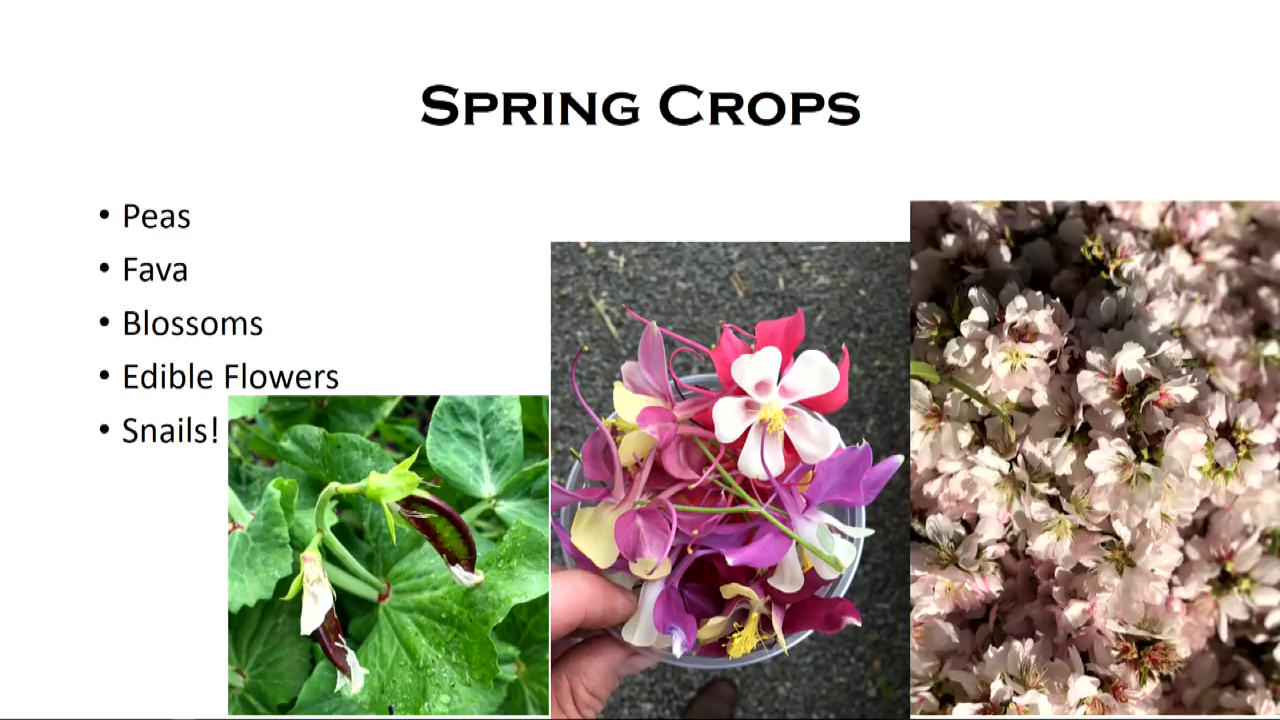 Spring Crops
• Peas
• Fava
• Blossoms
• Edible Flowers
• Snails!